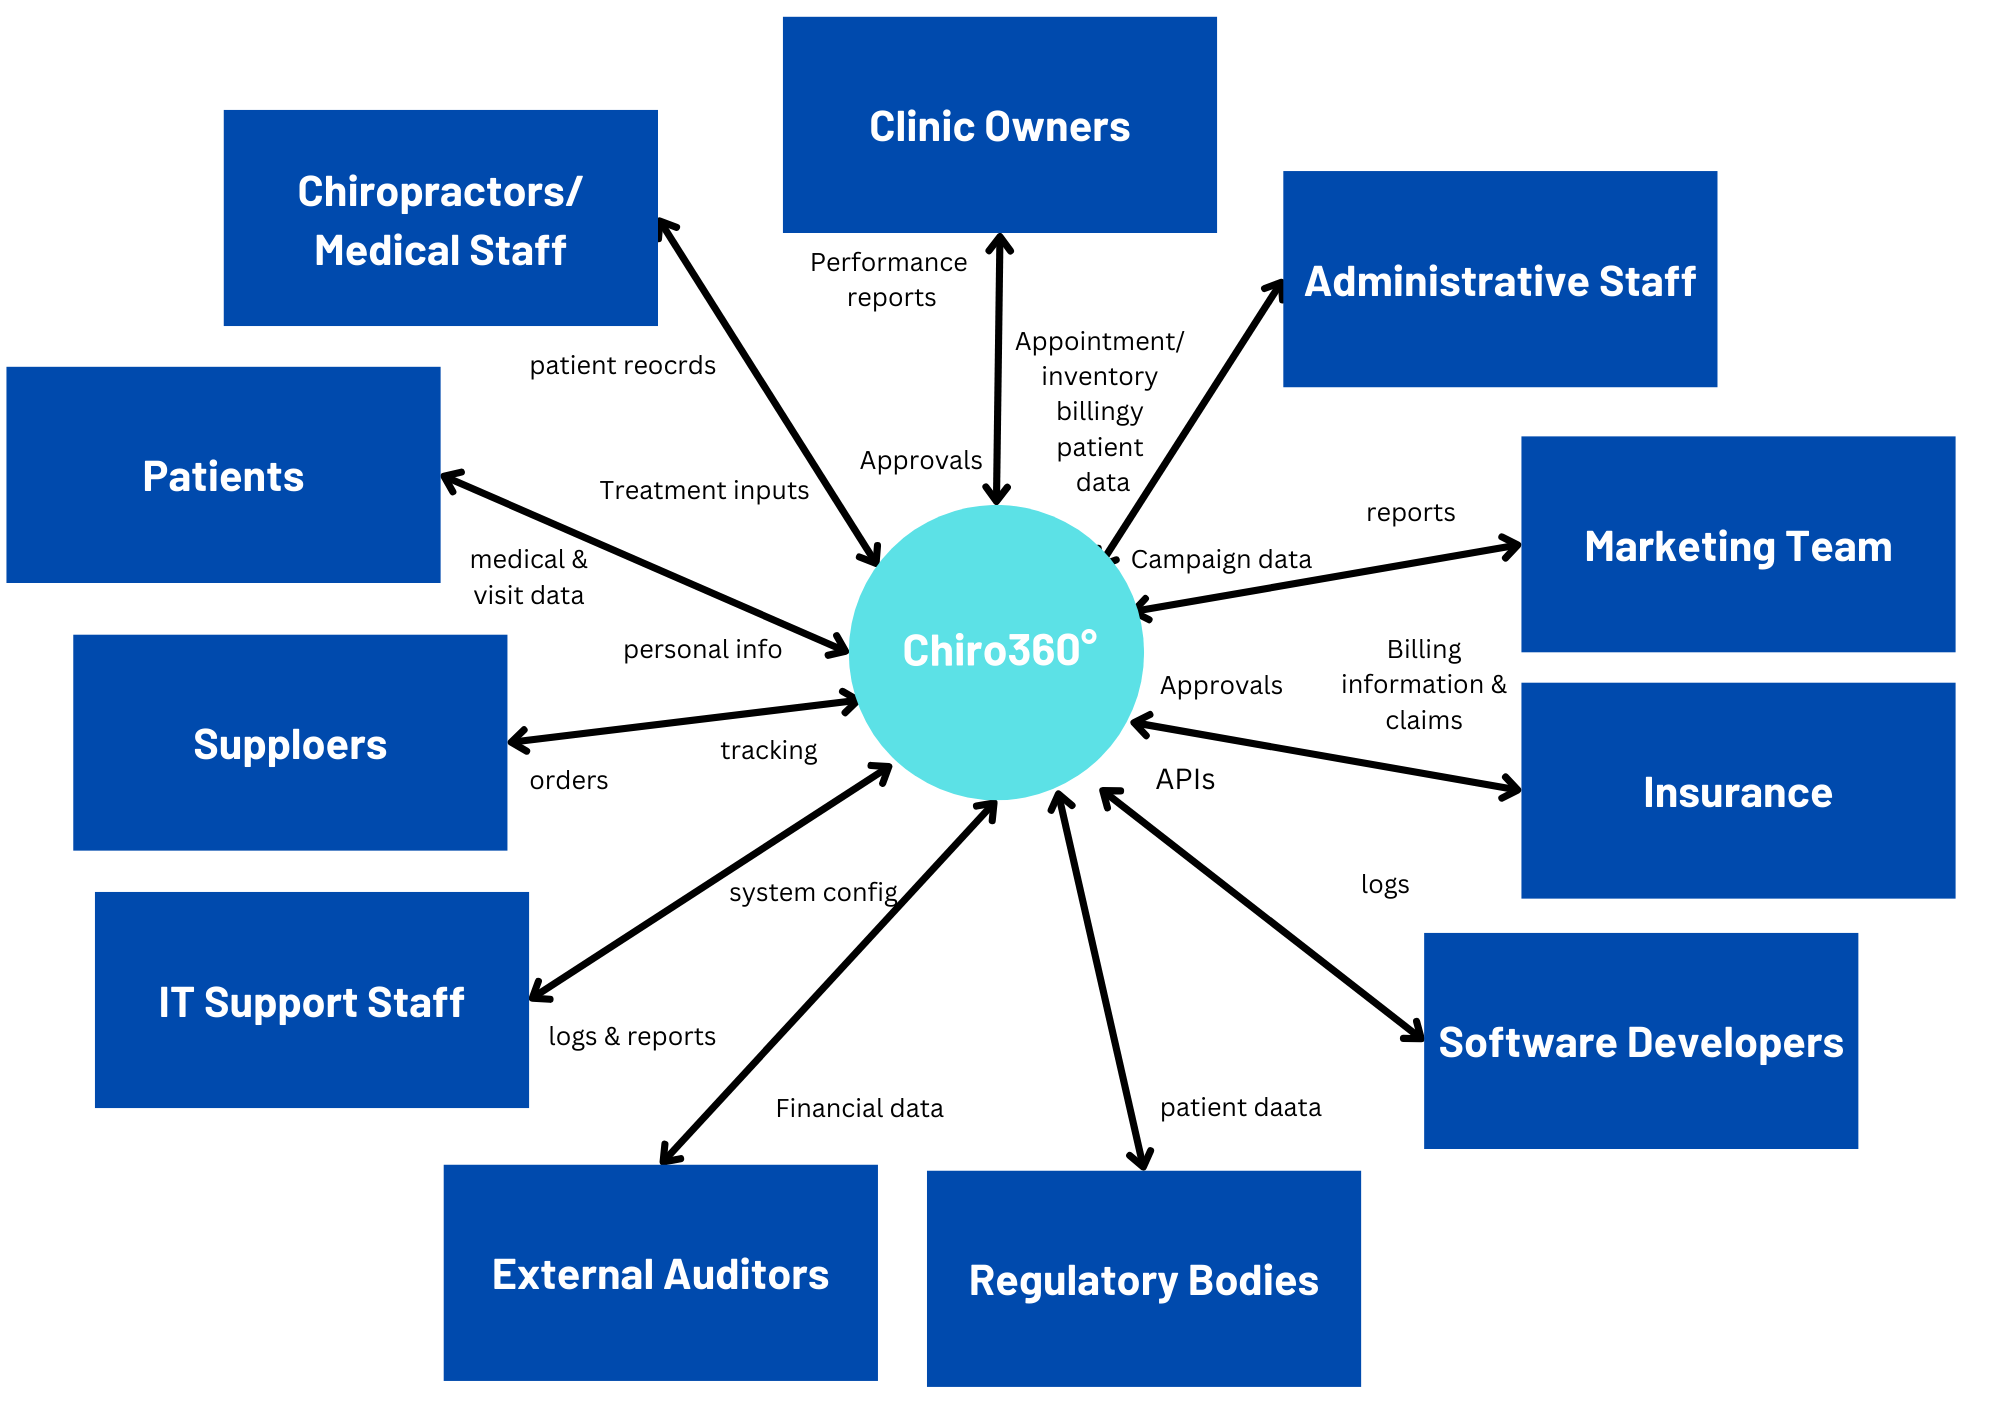 Clinic Owners
Chiropractors/
Medical Staff
Administrative Staff
Performance
reports
Appointment/
inventory
billingy
patient
data
patient reocrds
Approvals
Patients
Treatment inputs
reports
Marketing Team
Campaign data
medical &
visit data
personal info
Chiro360°
Billing
information &
claims
Approvals
Supploers
tracking
orders
APIs
Insurance
system config
logs
IT Support Staff
logs & reports
Software Developers
Financial data
patient daata
External Auditors
Regulatory Bodies